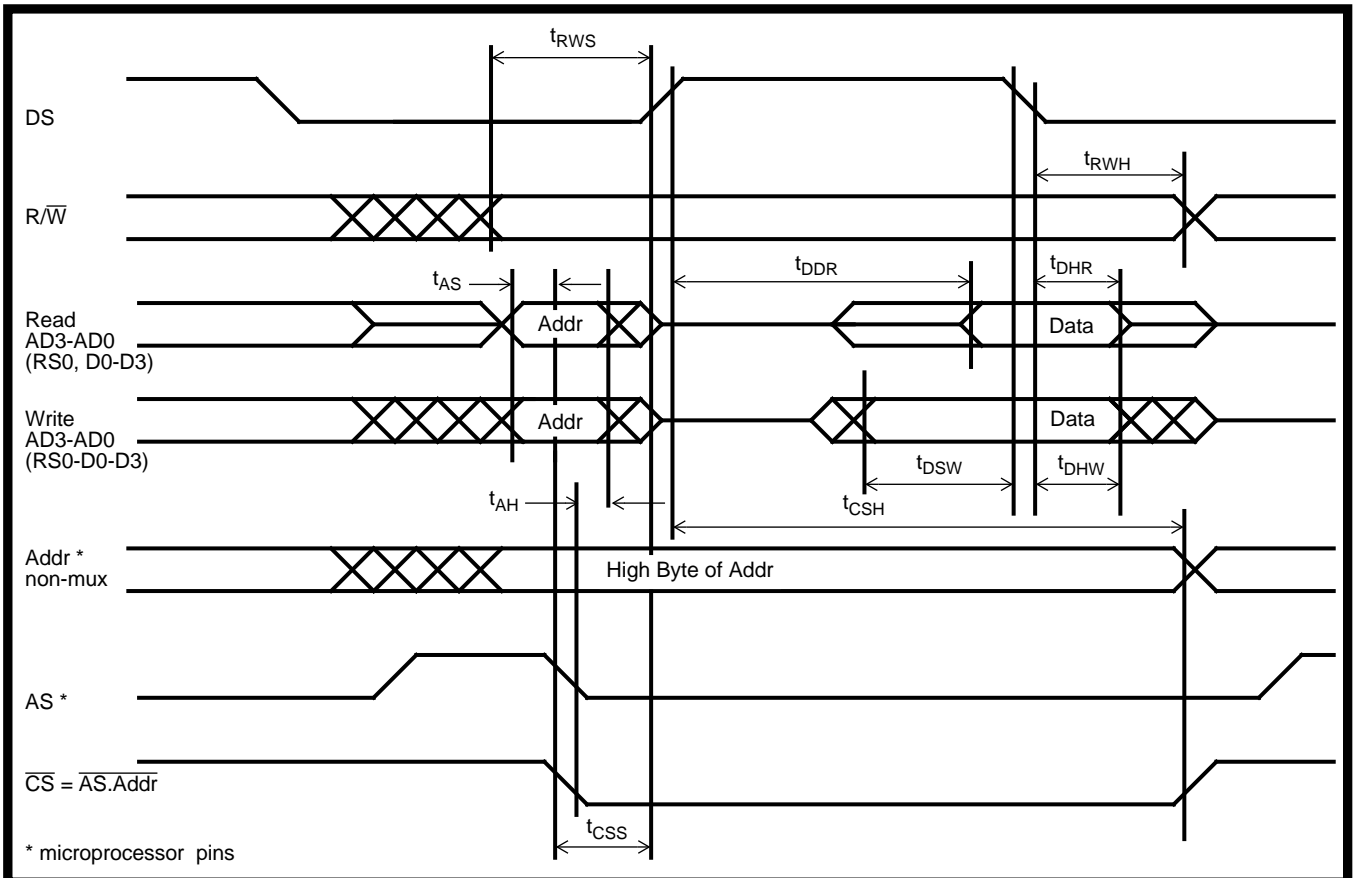 tRWS
DS
tRWH
R/W
tDDR
tDHR
tAS
Read
AD3-AD0
(RS0, D0-D3)
Addr
Data
Write
AD3-AD0
(RS0-D0-D3)
Addr
Data
tDSW
tDHW
tAH
tCSH
Addr *
non-mux
High Byte of Addr
AS *
CS = AS.Addr
tCSS
* microprocessor pins